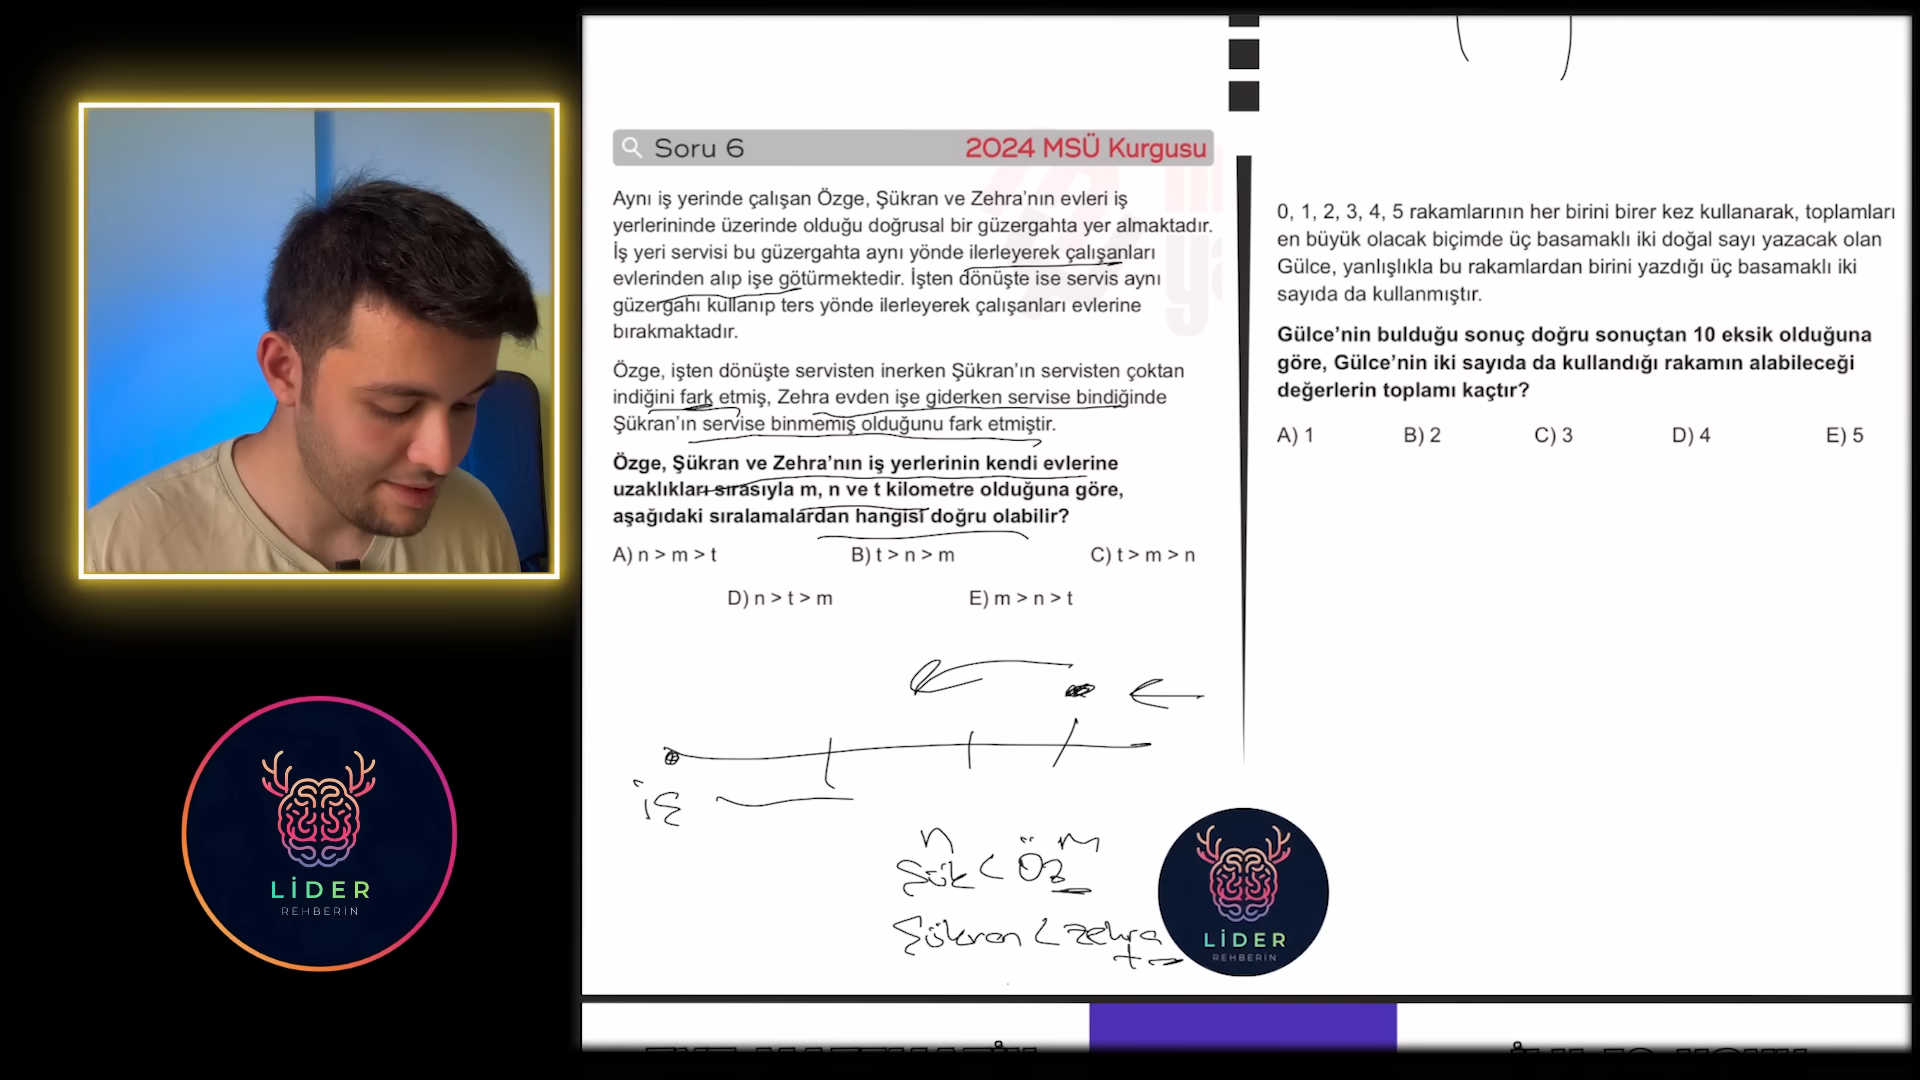 Soru 6 2024 MSÜ Kurgusu
Aynı iş yerinde çalışan Özge, Şükran ve Zehra’nın evleri iş
yerlerininde üzerinde olduğu doğrusal bir güzergahta yer almaktadır.
İş yeri servisi bu güzergahta aynı yönde ilerleyerek çalışanları
evlerinden alıp işe götürmektedir. İşten dönüşte ise servis aynı
güzergahı kullanıp ters yönde ilerleyerek çalışanları evlerine
bırakmaktadır.
Özge, işten dönüşte servisten inerken Şükran’ın servisten çoktan
indiğini fark etmiş, Zehra evden işe giderken servise bindiğinde
Şükran’ın servise binmemiş olduğunu fark etmiştir.
Özge, Şükran ve Zehra’nın iş yerlerinin kendi evlerine
uzaklıkları sırasıyla m, n ve t kilometre olduğuna göre,
aşağıdaki sıralamalardan hangisi doğru olabilir?
A) n > m > t B) t > n > m C) t > m > n
D) n > t > m E) m > n > t
iş
n m
Şük < Öz
Şükran < zehra
t
0, 1, 2, 3, 4, 5 rakamlarının her birini birer kez kullanarak, toplamları
en büyük olacak biçimde üç basamaklı iki doğal sayı yazacak olan
Gülce, yanlışlıkla bu rakamlardan birini yazdığı üç basamaklı iki
sayıda da kullanmıştır.
Gülce’nin bulduğu sonuç doğru sonuçtan 10 eksik olduğuna
göre, Gülce’nin iki sayıda da kullandığı rakamın alabileceği
değerlerin toplamı kaçtır?
A) 1 B) 2 C) 3 D) 4 E) 5
LİDER
REHBERİN
LİDER
REHBERİN